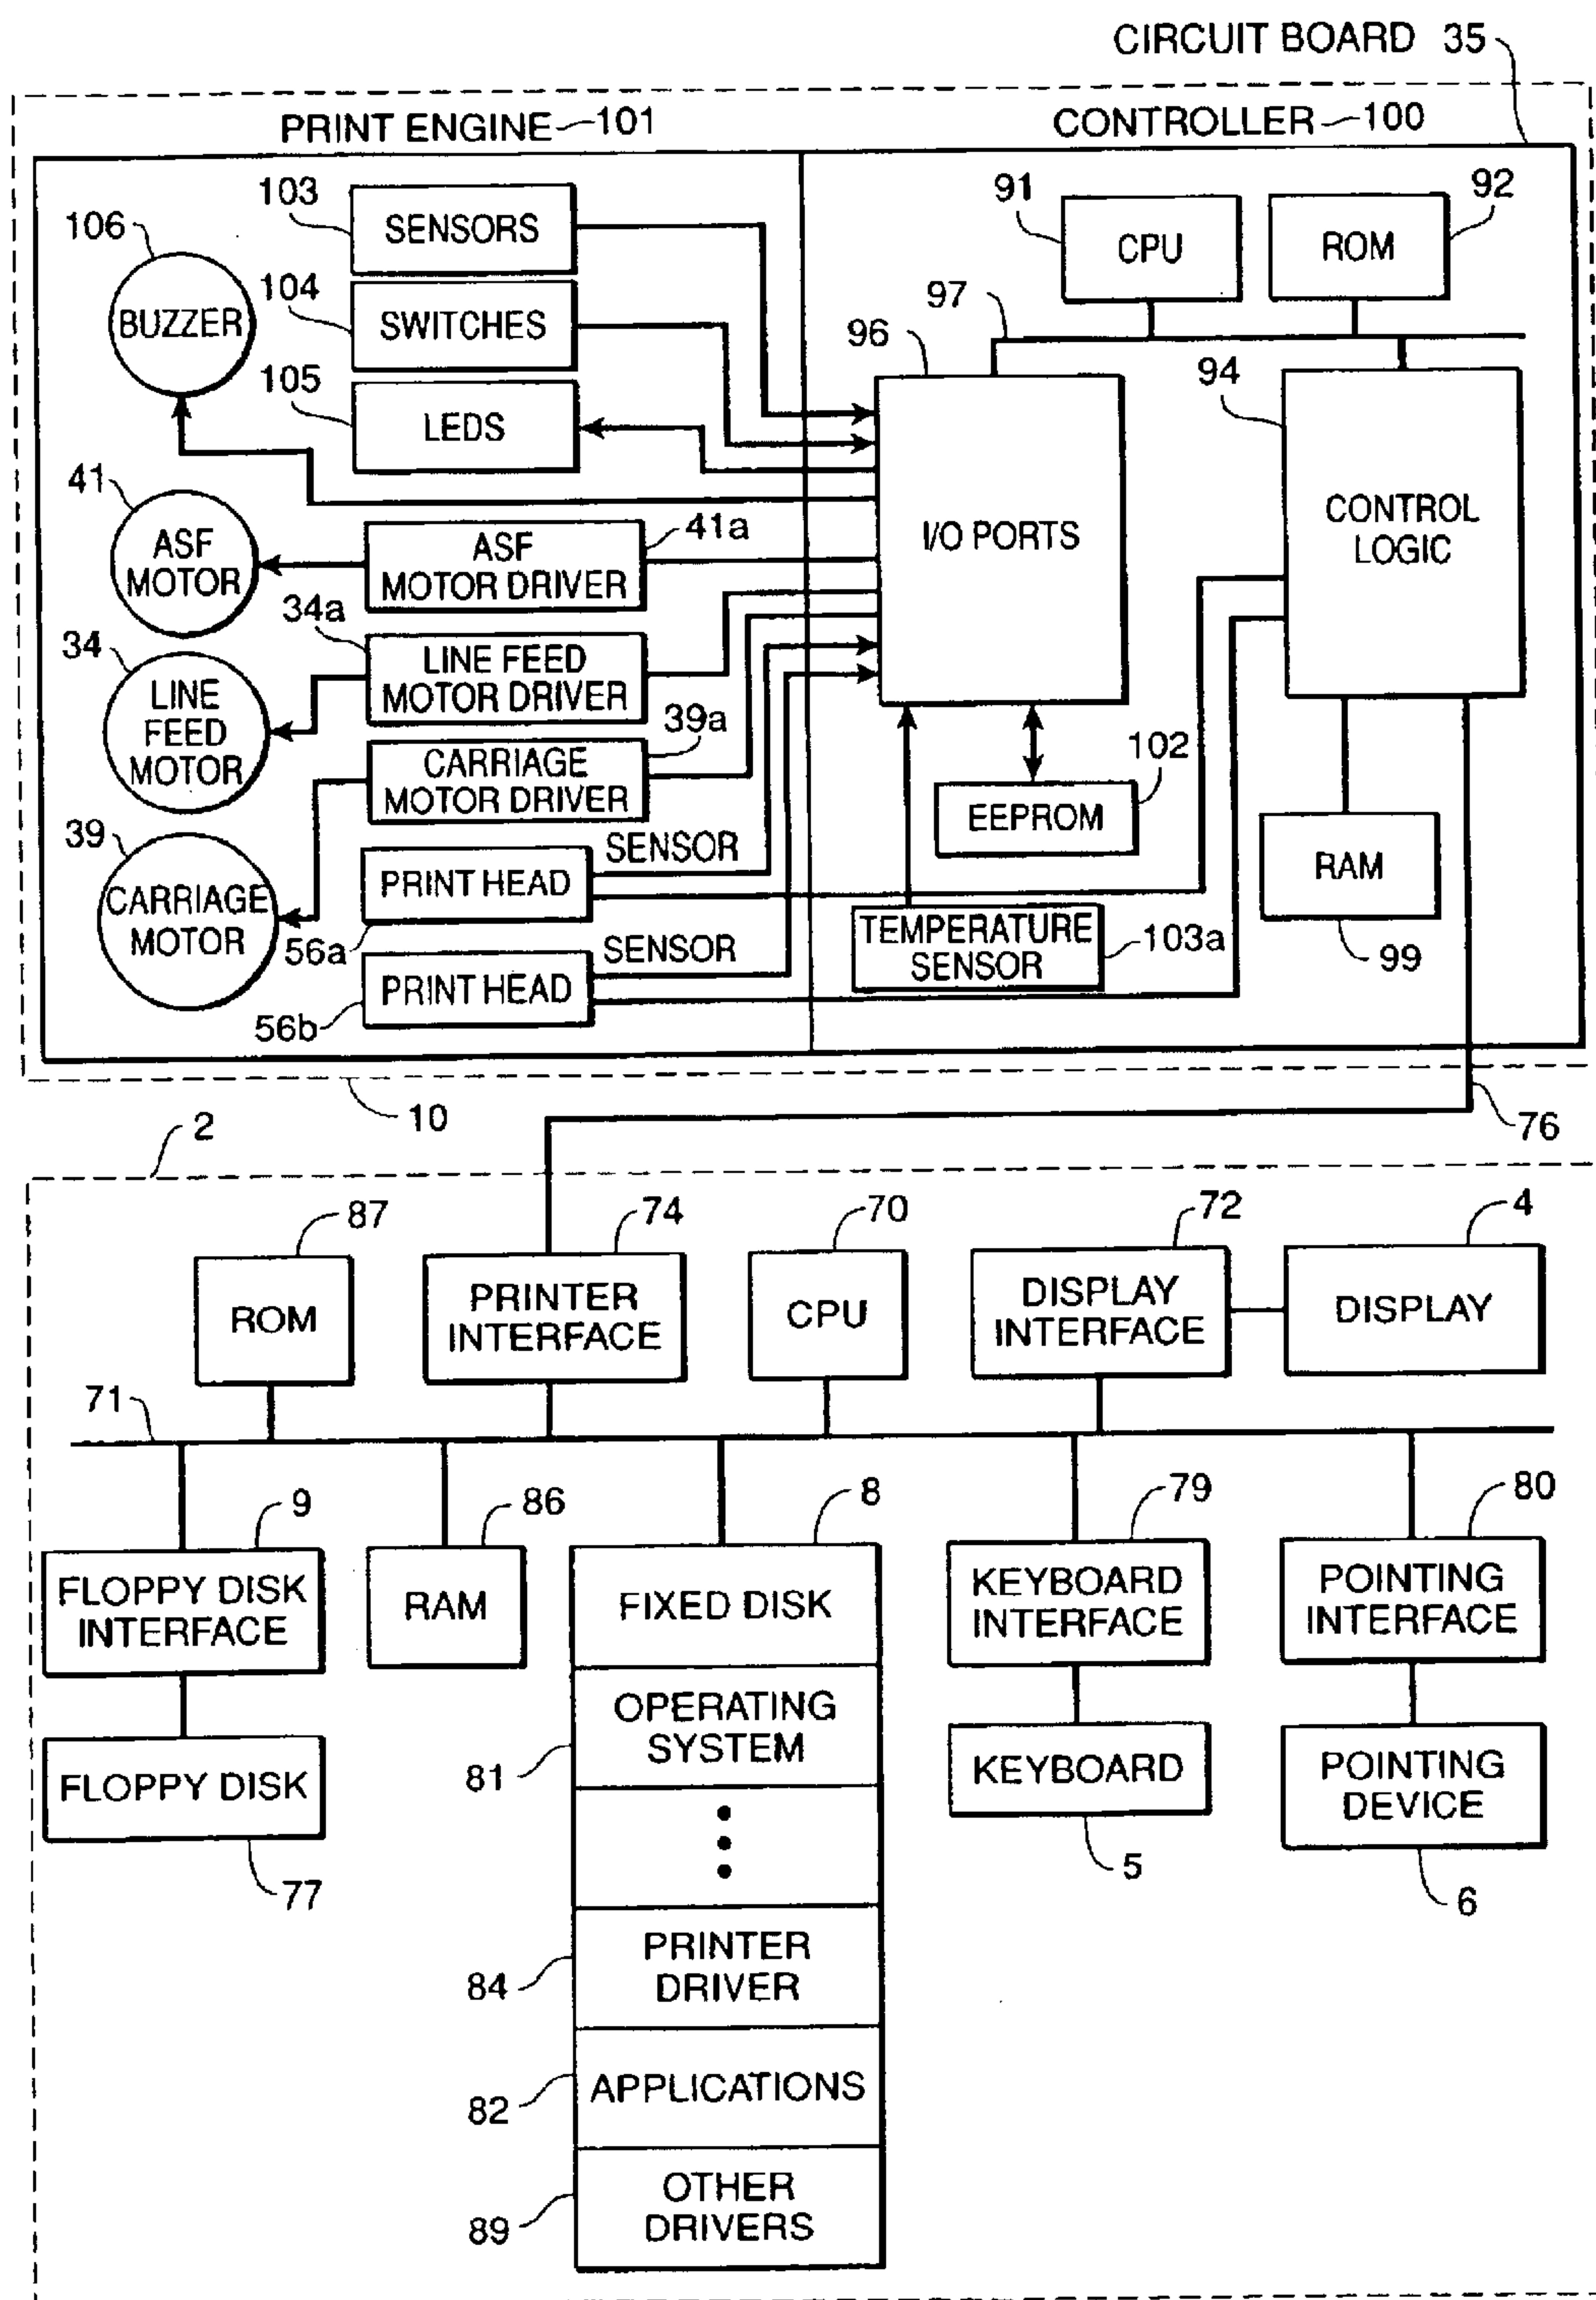 CIRCUIT BOARD 35
PRINT ENGINE 101
CONTROLLER 100
103
SENSORS
106
BUZZER
104
SWITCHES
105
LEDS
91
CPU
92
ROM
97
96
I/O PORTS
94
CONTROL
LOGIC
41
ASF
MOTOR
ASF
MOTOR DRIVER
41a
34a
34
LINE
FEED
MOTOR
LINE FEED
MOTOR DRIVER
39a
CARRIAGE
MOTOR DRIVER
39
CARRIAGE
MOTOR
SENSOR
PRINT HEAD
56a
SENSOR
PRINT HEAD
56b
102
EEPROM
TEMPERATURE
SENSOR
103a
RAM
99
10
76
2
87
ROM
74
PRINTER
INTERFACE
70
CPU
72
DISPLAY
INTERFACE
4
DISPLAY
71
9
FLOPPY DISK
INTERFACE
86
RAM
8
FIXED DISK
79
KEYBOARD
INTERFACE
80
POINTING
INTERFACE
OPERATING
SYSTEM
81
FLOPPY DISK
77
KEYBOARD
5
POINTING
DEVICE
6
PRINTER
DRIVER
84
APPLICATIONS
82
OTHER
DRIVERS
89